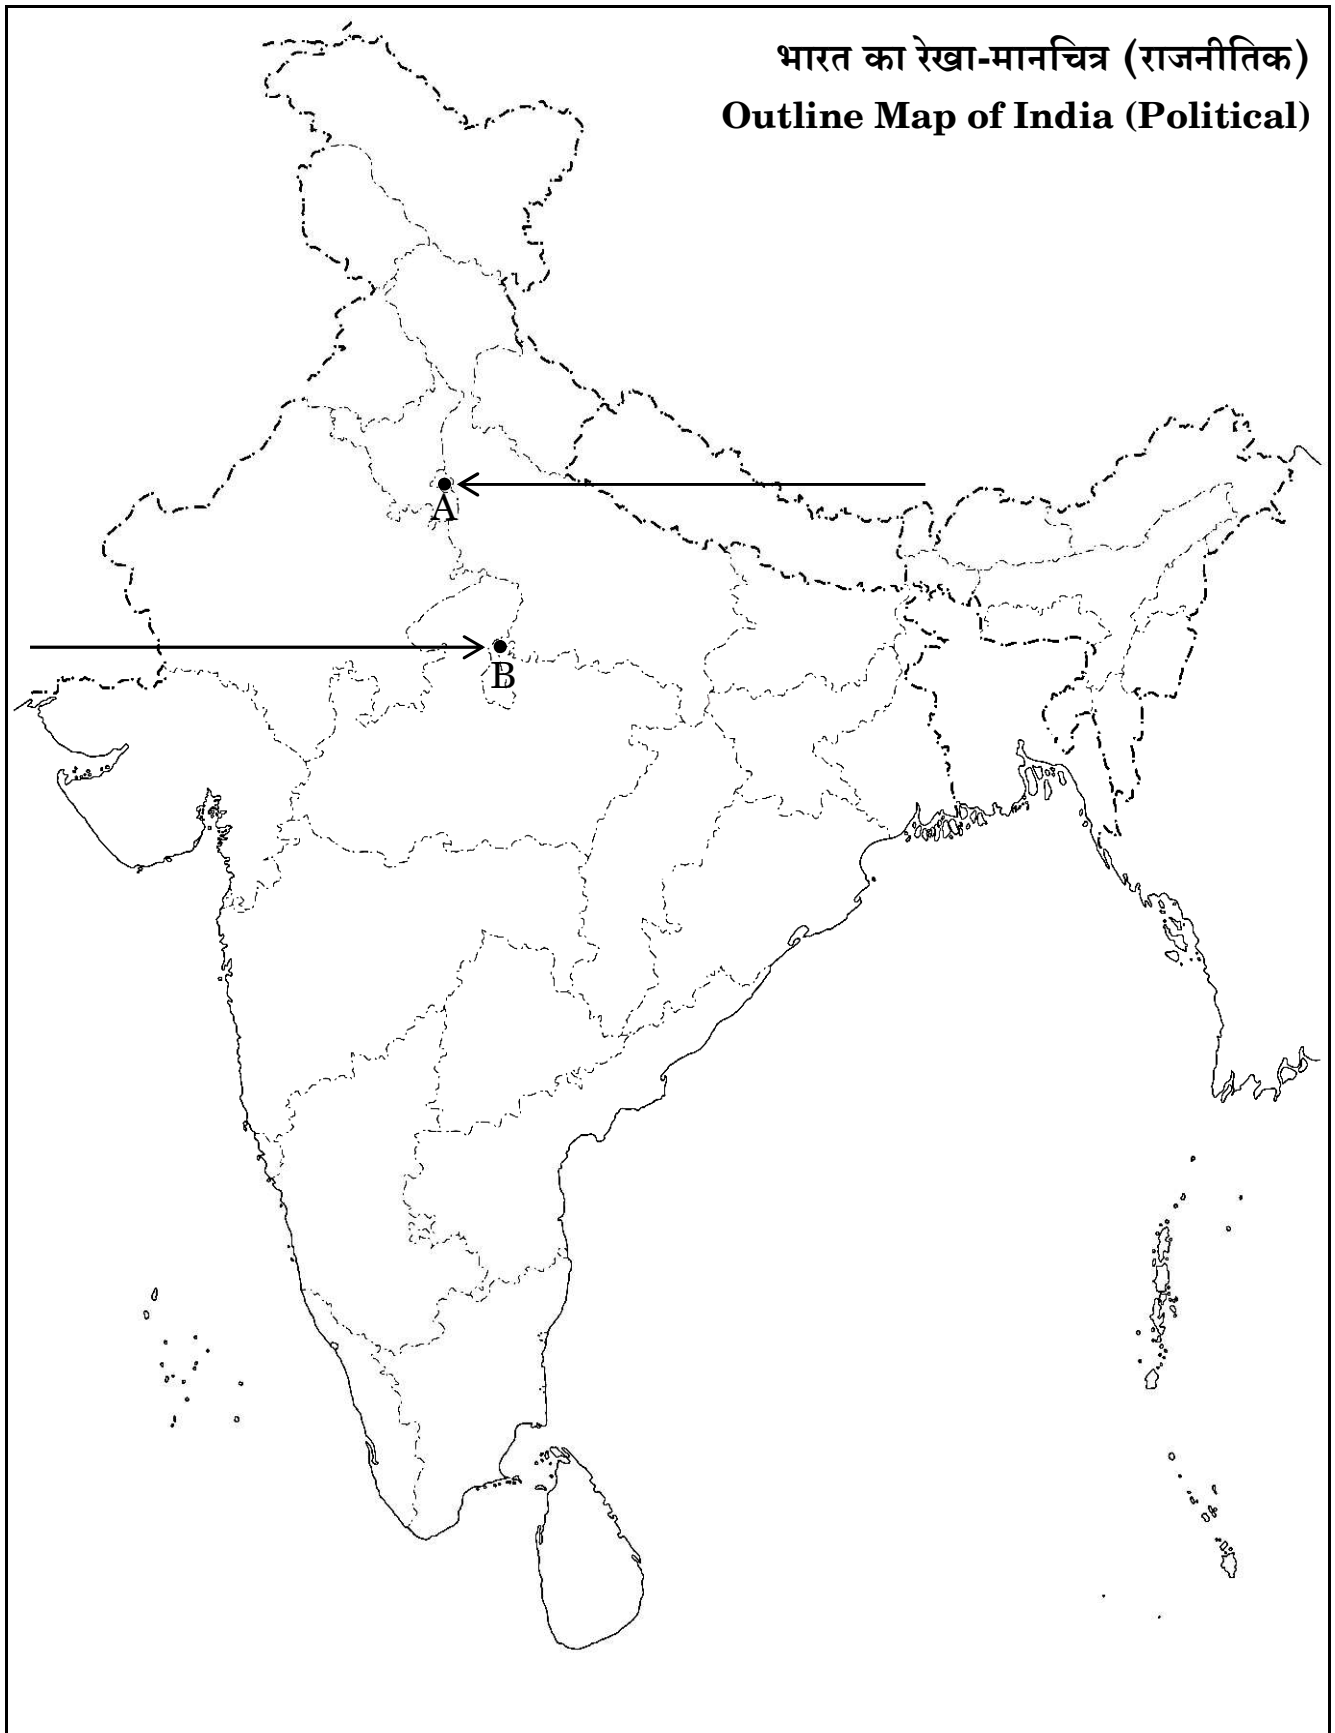 भारत का रेखा-मानचित्र (राजनीतिक)
Outline Map of India (Political)
A
B